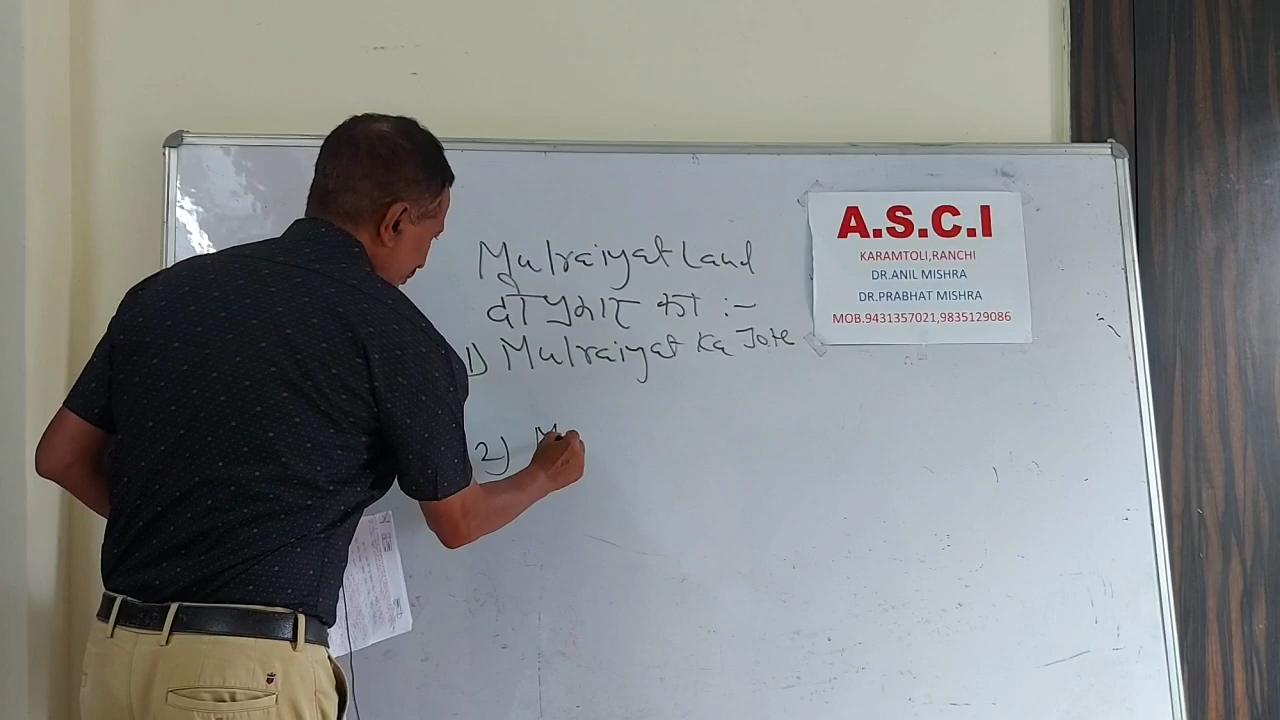 Mulraiyat Land
दो प्रकार का :-
1) Mulraiyat Ka Jote
2) M
A.S.C.I
KARAMTOLI,RANCHI
DR.ANIL MISHRA
DR.PRABHAT MISHRA
MOB.9431357021,9835129086